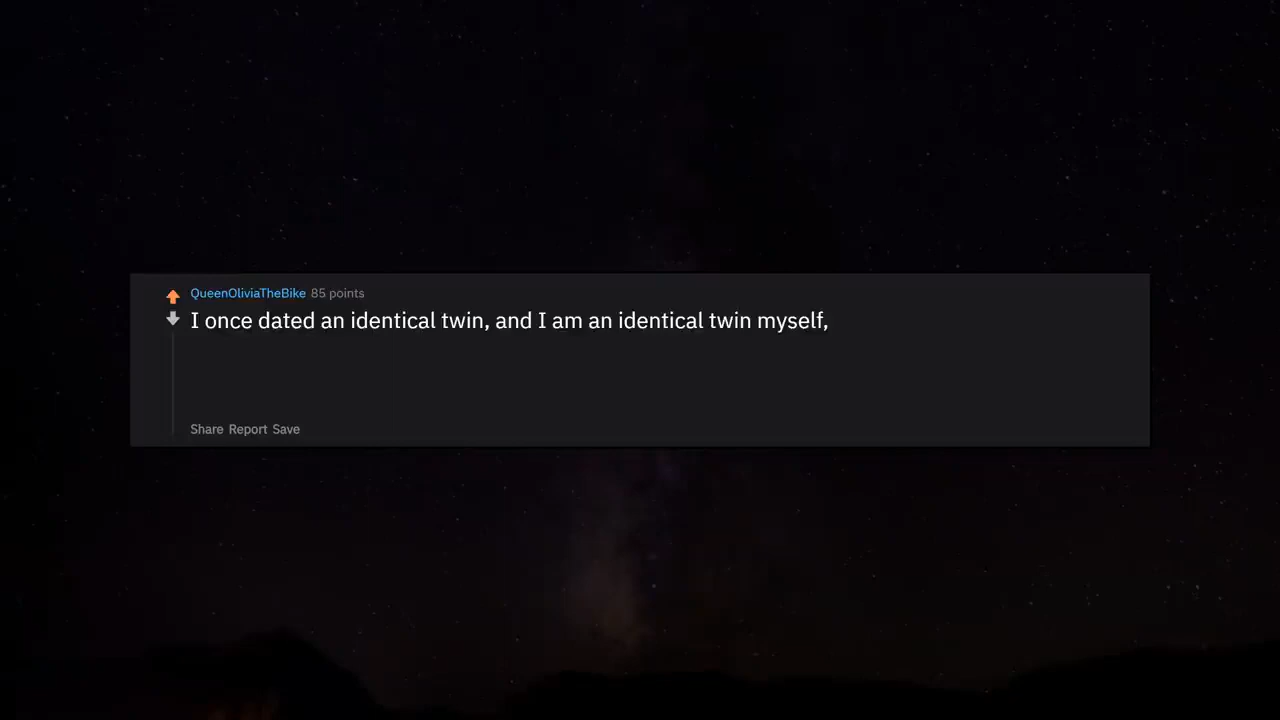 QueenOliviaTheBike 85 points
I once dated an identical twin, and I am an identical twin myself,
Share Report Save